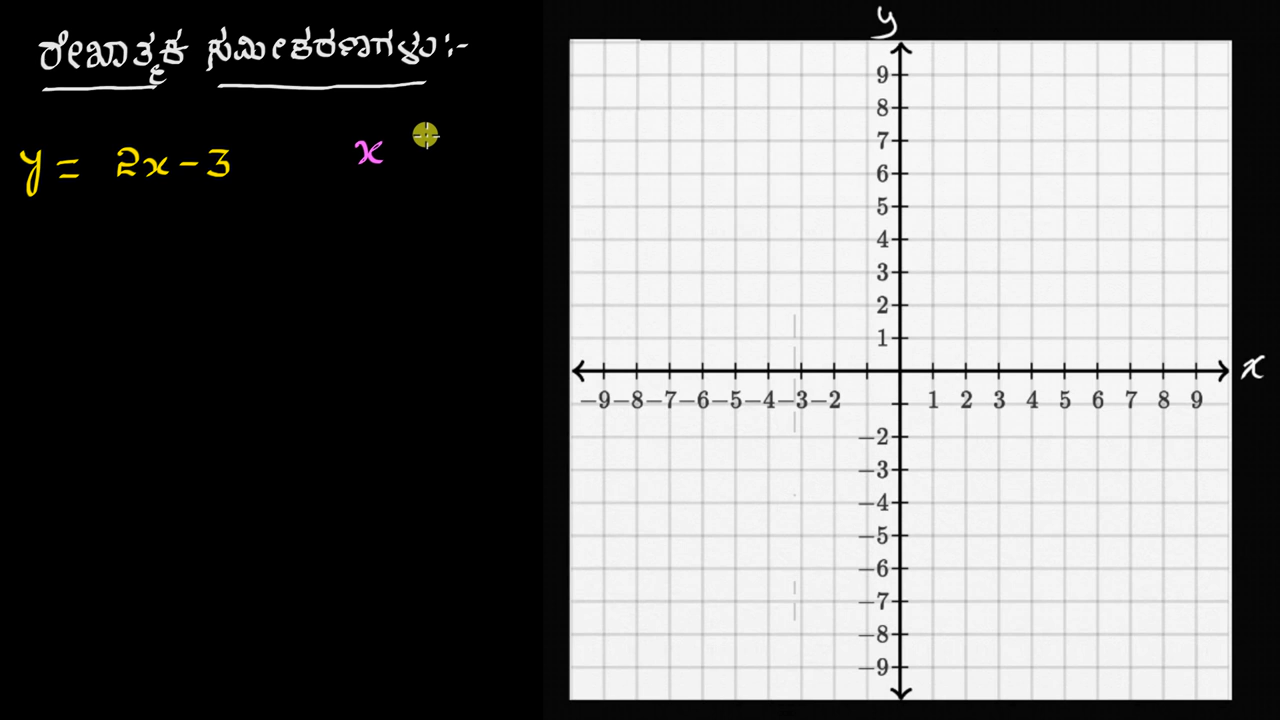 ರೇಖಾತ್ಮಕ ಸಮೀಕರಣಗಳು:-
y = 2x - 3
x
y
9
8
7
6
5
4
3
2
1
x
-9 -8 -7 -6 -5 -4 -3 -2 1 2 3 4 5 6 7 8 9
-2
-3
-4
-5
-6
-7
-8
-9